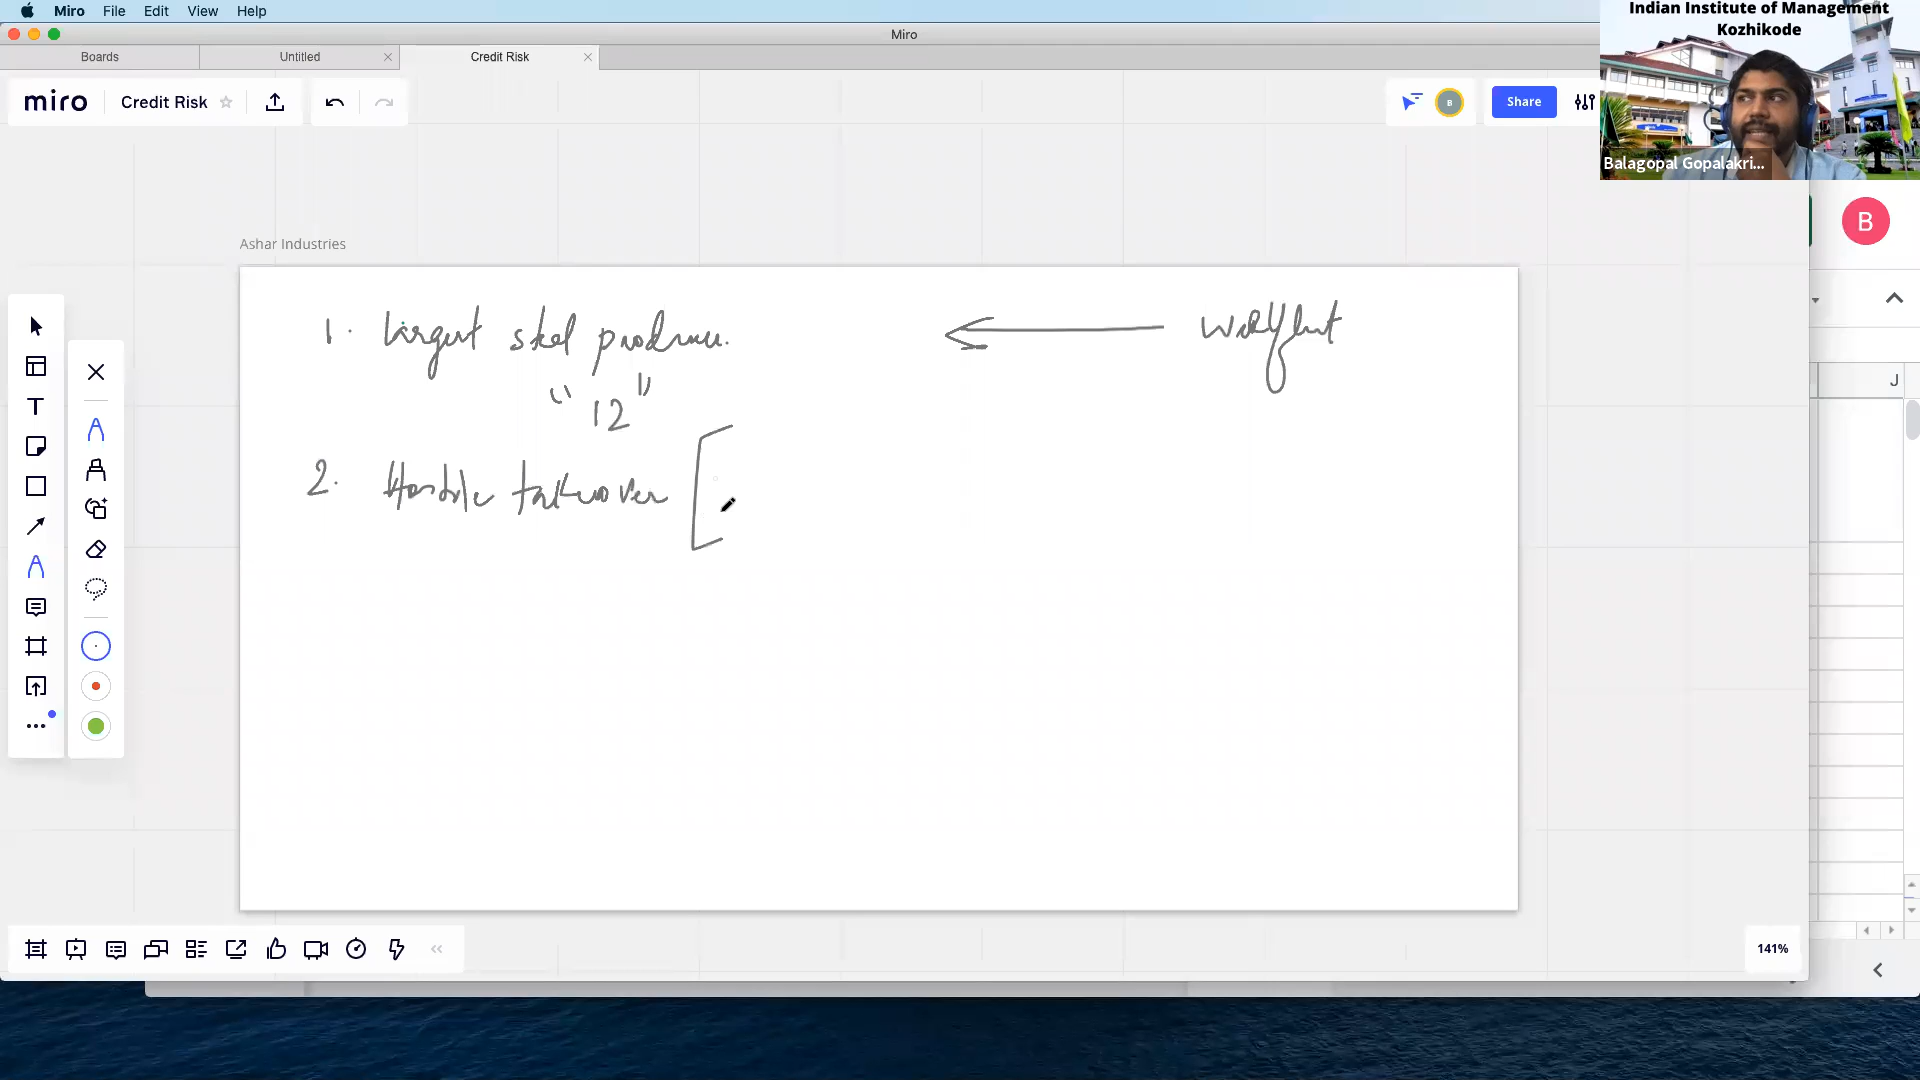 Miro File Edit View Help
Miro
Boards Untitled Credit Risk
miro Credit Risk
B
Share
Indian Institute of Management
Kozhikode
Balagopal Gopalakri...
B
J
Ashar Industries
1. Largest steel producer.
"12"
2. Hostile takeover [
141%